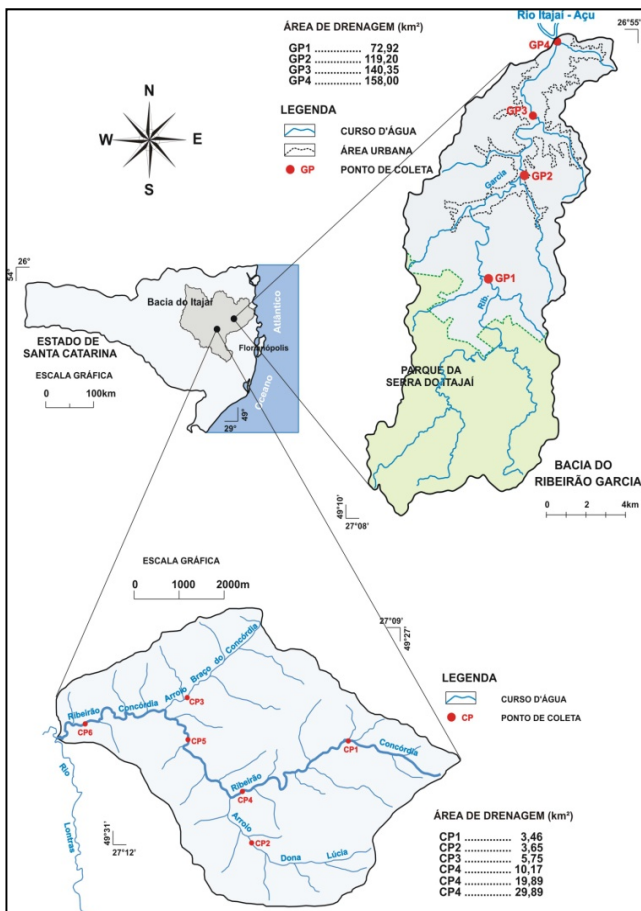 Rio Itajaí - Açu
26°55'
ÁREA DE DRENAGEM (km²)
GP1 ............... 72,92
GP2 ............... 119,20
GP3 ............... 140,35
GP4 ............... 158,00
GP4
N
W E
S
LEGENDA
CURSO D'ÁGUA
ÁREA URBANA
GP PONTO DE COLETA
GP3
Garcia
GP2
GP1
Rib.
54°
26°
Bacia do Itajaí
Atlântico
ESTADO DE
SANTA CATARINA
Florianópolis
ESCALA GRÁFICA
0 100km
Oceano
49°
29°
PARQUE DA
SERRA DO ITAJAÍ
BACIA DO
RIBEIRÃO GARCIA
0 2 4km
49°10'
27°08'
ESCALA GRÁFICA
0 1000 2000m
27°09'
49°27'
LEGENDA
CURSO D'ÁGUA
CP PONTO DE COLETA
Arroio Braço do Concórdia
CP3
Ribeirão Concórdia
CP6
CP5
CP1
Concórdia
Ribeirão
CP4
Rio
Lontras
Arroio
CP2
Dona Lúcia
49°31'
27°12'
ÁREA DE DRENAGEM (km²)
CP1 ............... 3,46
CP2 ............... 3,65
CP3 ............... 5,75
CP4 ............... 10,17
CP4 ............... 19,89
CP4 ............... 29,89